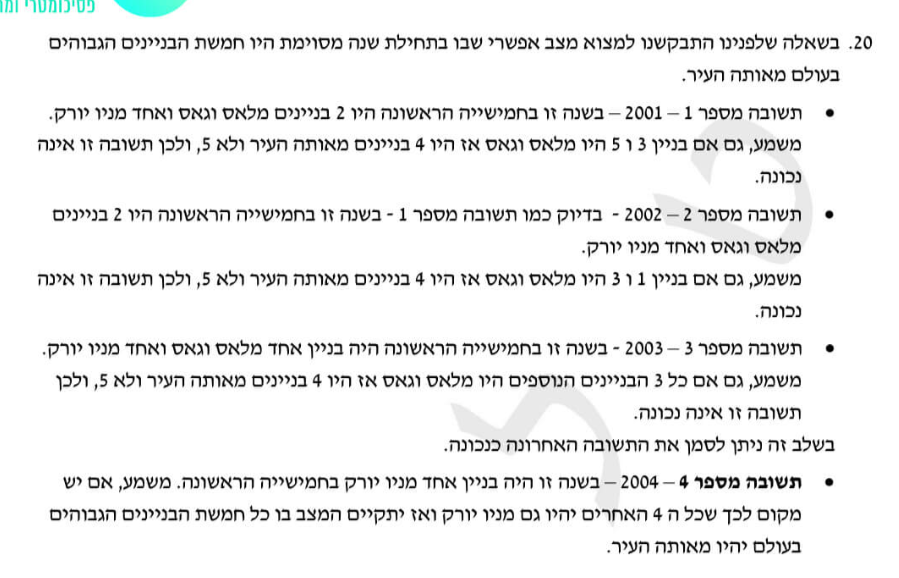 פסיכומטרי
20. בשאלה שלפנינו התבקשנו למצוא מצב אפשרי שבו בתחילת שנה מסוימת היו חמשת הבניינים הגבוהים
בעולם מאותה העיר.
• תשובה מספר 1 – 2001 – בשנה זו בחמישייה הראשונה היו 2 בניינים מלאס וגאס ואחד מניו יורק.
משמע, גם אם בניין 3 ו 5 היו מלאס וגאס אז היו 4 בניינים מאותה העיר ולא 5, ולכן תשובה זו אינה
נכונה.
• תשובה מספר 2 – 2002 - בדיוק כמו תשובה מספר 1 - בשנה זו בחמישייה הראשונה היו 2 בניינים
מלאס וגאס ואחד מניו יורק.
משמע, גם אם בניין 1 ו 3 היו מלאס וגאס אז היו 4 בניינים מאותה העיר ולא 5, ולכן תשובה זו אינה
נכונה.
• תשובה מספר 3 – 2003 - בשנה זו בחמישייה הראשונה היה בניין אחד מלאס וגאס ואחד מניו יורק.
משמע, גם אם כל 3 הבניינים הנוספים היו מלאס וגאס אז היו 4 בניינים מאותה העיר ולא 5, ולכן
תשובה זו אינה נכונה.
בשלב זה ניתן לסמן את התשובה האחרונה כנכונה.
• תשובה מספר 4 – 2004 – בשנה זו היה בניין אחד מניו יורק בחמישייה הראשונה. משמע, אם יש
מקום לכך שכל ה 4 האחרים יהיו גם מניו יורק ואז יתקיים המצב בו כל חמשת הבניינים הגבוהים
בעולם יהיו מאותה העיר.